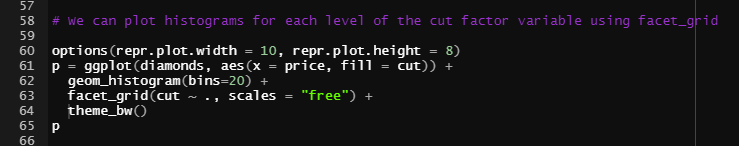 57
58 # we can plot histograms for each level of the cut factor variable using facet_grid
59
60 options(repr.plot.width = 10, repr.plot.height = 8)
61 p = ggplot(diamonds, aes(x = price, fill = cut)) +
62 geom_histogram(bins=20) +
63 facet_grid(cut ~ ., scales = "free") +
64 theme_bw()
65 p
66